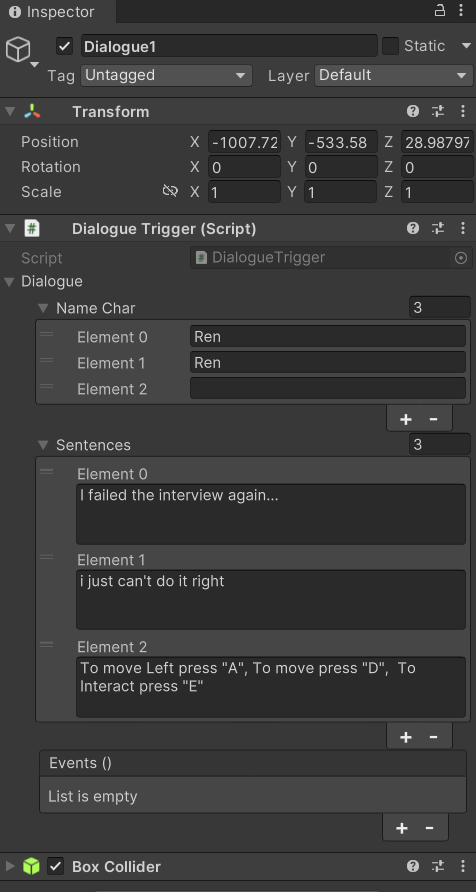 Inspector
Dialogue1 Static
Tag Untagged Layer Default
Transform
Position X -1007.72 Y -533.58 Z 28.98797
Rotation X 0 Y 0 Z 0
Scale X 1 Y 1 Z 1
# Dialogue Trigger (Script)
Script # DialogueTrigger
Dialogue
Name Char 3
Element 0 Ren
Element 1 Ren
Element 2
+ -
Sentences 3
Element 0
I failed the interview again...
Element 1
i just can't do it right
Element 2
To move Left press "A", To move press "D",  To
Interact press "E"
+ -
Events ()
List is empty
+ -
Box Collider